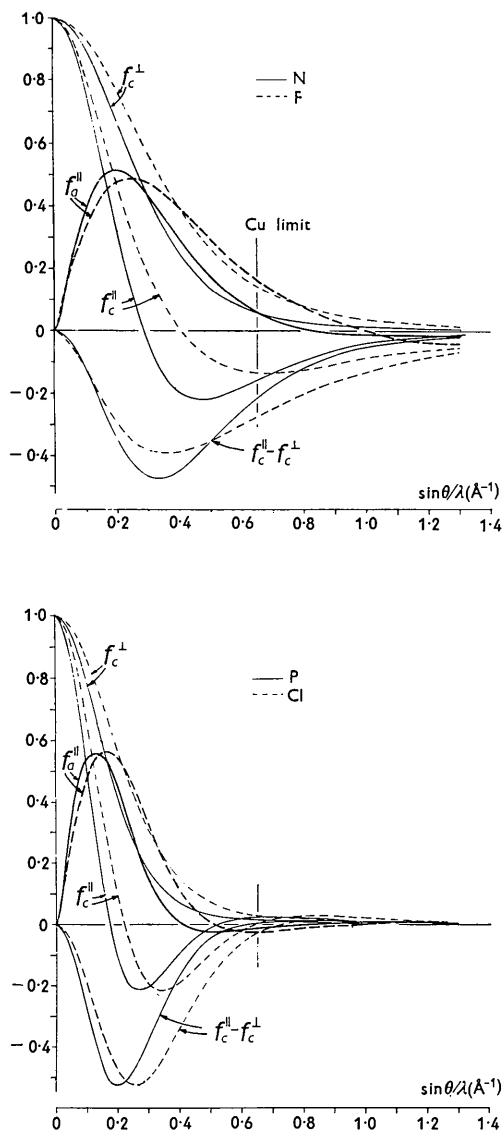 1·0
0·8
0·6
0·4
0·2
0
−0·2
−0·4
f_c^⊥
N
F
f_a^∥
Cu limit
f_c^∥
f_c^∥−f_c^⊥
sinθ/λ(Å⁻¹)
0 0·2 0·4 0·6 0·8 1·0 1·2 1·4
1·0
0·8
0·6
0·4
0·2
0
−0·2
−0·4
f_c^⊥
P
Cl
f_a^∥
f_c^∥
f_c^∥−f_c^⊥
sinθ/λ(Å⁻¹)
0 0·2 0·4 0·6 0·8 1·0 1·2 1·4